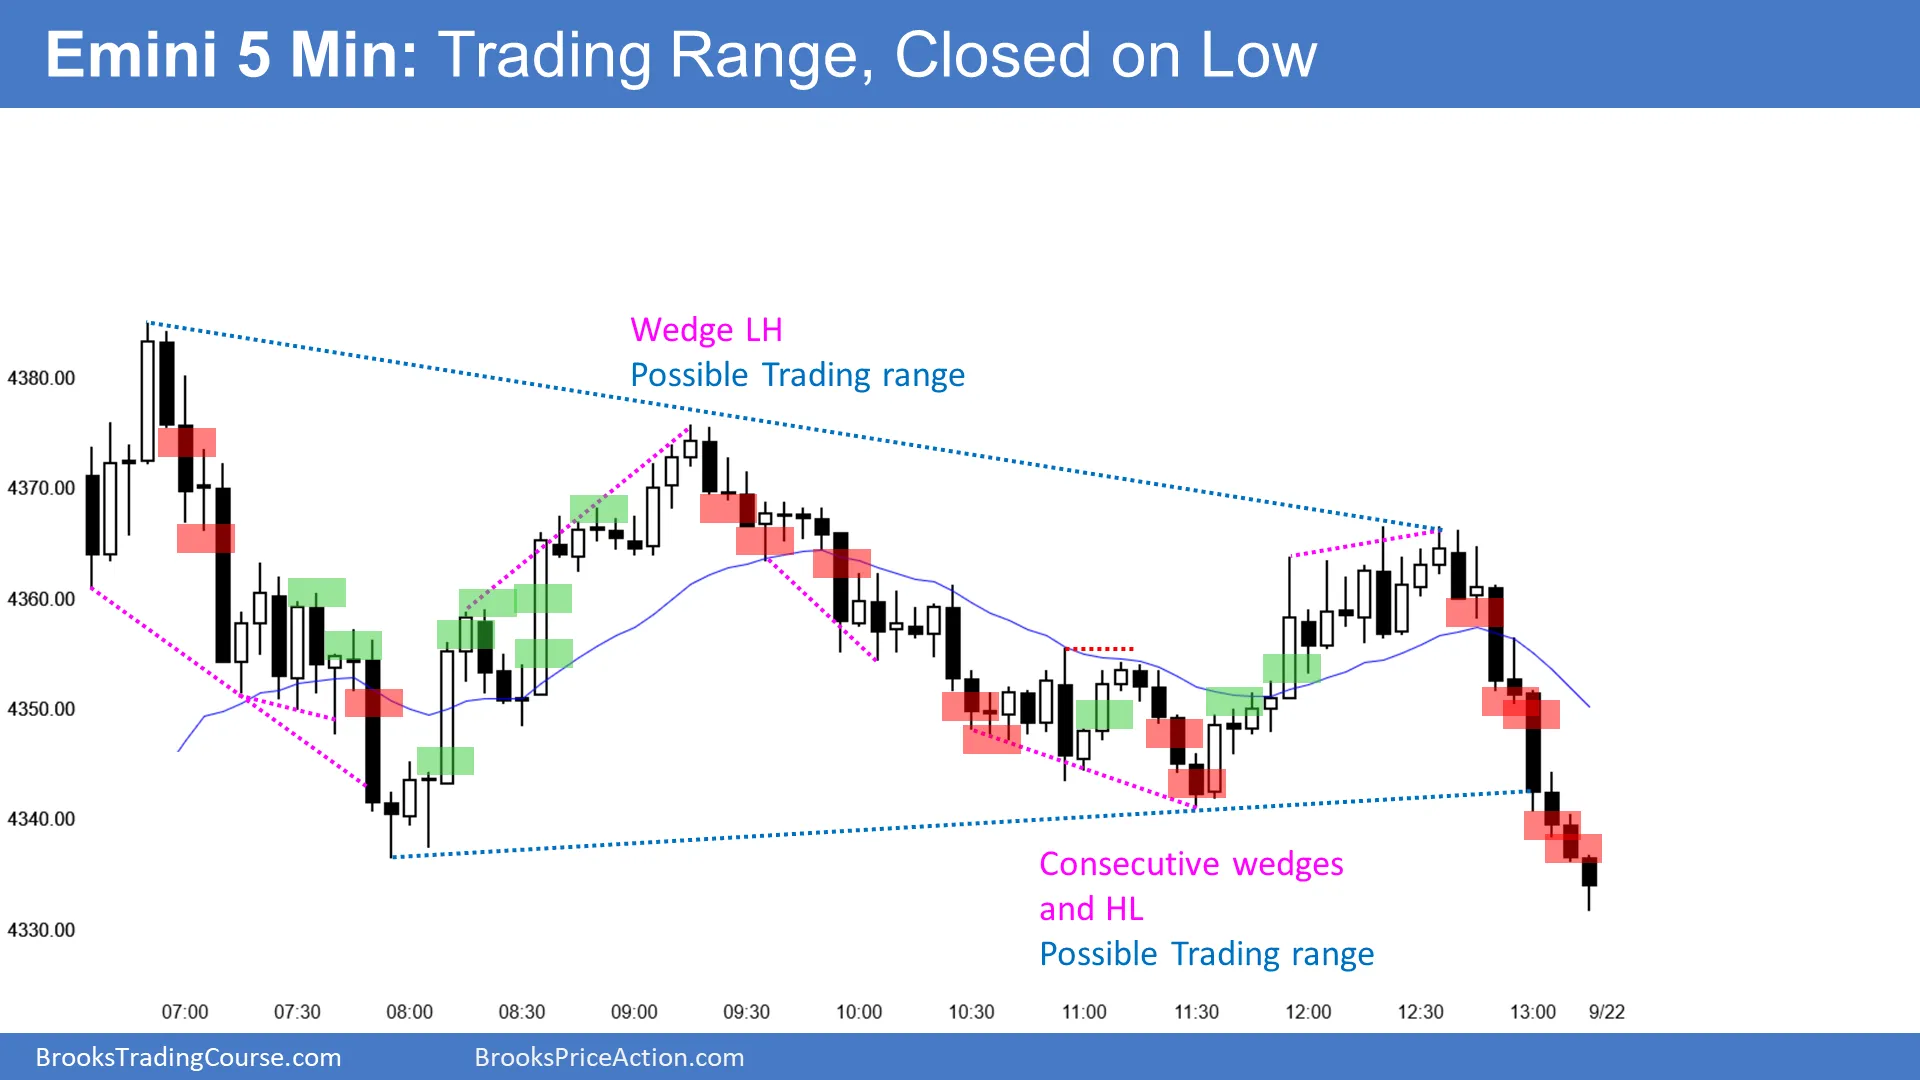 Emini 5 Min: Trading Range, Closed on Low
Wedge LH
Possible Trading range
4380.00
4370.00
4360.00
4350.00
4340.00
4330.00
Consecutive wedges
and HL
Possible Trading range
07:00 07:30 08:00 08:30 09:00 09:30 10:00 10:30 11:00 11:30 12:00 12:30 13:00 9/22
BrooksTradingCourse.com BrooksPriceAction.com